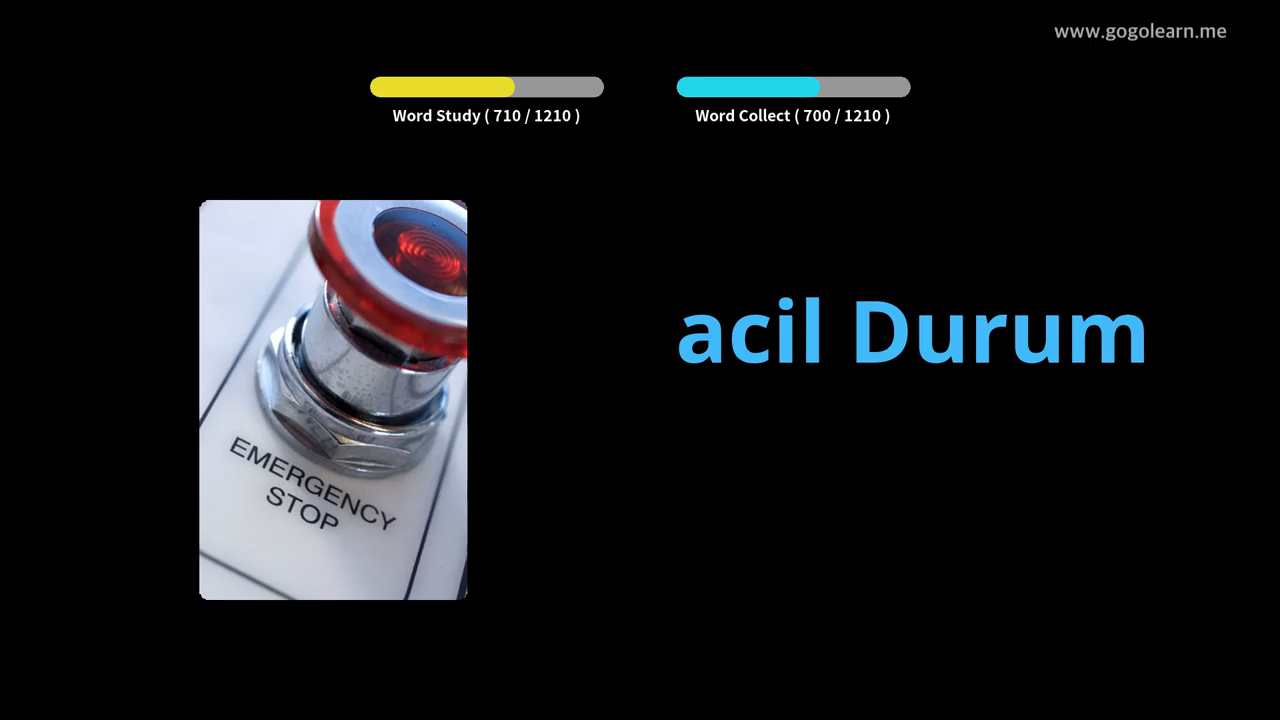 www.gogolearn.me
Word Study ( 710 / 1210 )
Word Collect ( 700 / 1210 )
acil Durum
EMERGENCY
STOP